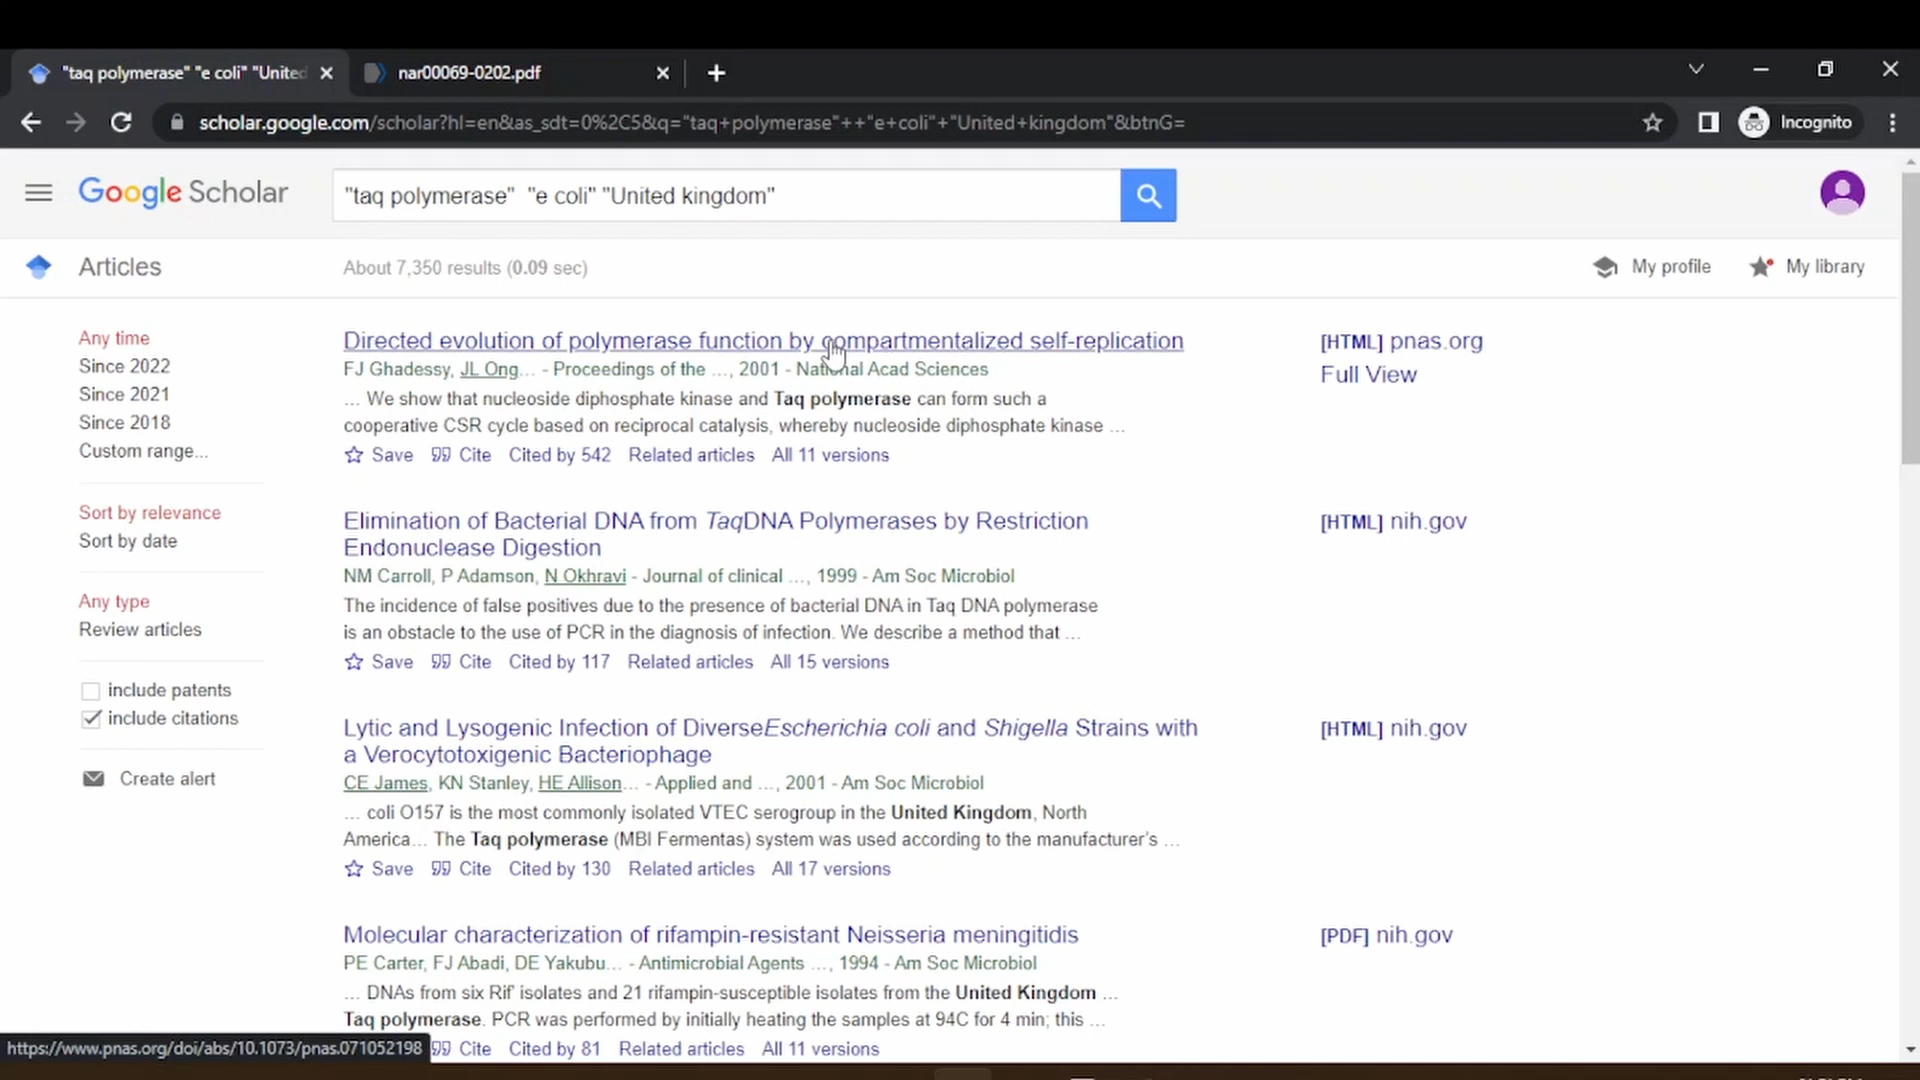 "taq polymerase" "e coli" "United
nar00069-0202.pdf
scholar.google.com/scholar?hl=en&as_sdt=0%2C5&q="taq+polymerase"++"e+coli"+"United+kingdom"&btnG=
Incognito
Google Scholar
"taq polymerase"  "e coli" "United kingdom"
Articles
About 7,350 results (0.09 sec)
My profile
My library
Any time
Since 2022
Since 2021
Since 2018
Custom range...
Sort by relevance
Sort by date
Any type
Review articles
include patents
include citations
Create alert
Directed evolution of polymerase function by compartmentalized self-replication
FJ Ghadessy, JL Ong... - Proceedings of the ..., 2001 - National Acad Sciences
... We show that nucleoside diphosphate kinase and Taq polymerase can form such a
cooperative CSR cycle based on reciprocal catalysis, whereby nucleoside diphosphate kinase ...
Save Cite Cited by 542 Related articles All 11 versions
[HTML] pnas.org
Full View
Elimination of Bacterial DNA from TaqDNA Polymerases by Restriction
Endonuclease Digestion
NM Carroll, P Adamson, N Okhravi - Journal of clinical ..., 1999 - Am Soc Microbiol
The incidence of false positives due to the presence of bacterial DNA in Taq DNA polymerase
is an obstacle to the use of PCR in the diagnosis of infection. We describe a method that ...
Save Cite Cited by 117 Related articles All 15 versions
[HTML] nih.gov
Lytic and Lysogenic Infection of DiverseEscherichia coli and Shigella Strains with
a Verocytotoxigenic Bacteriophage
CE James, KN Stanley, HE Allison... - Applied and ..., 2001 - Am Soc Microbiol
... coli O157 is the most commonly isolated VTEC serogroup in the United Kingdom, North
America... The Taq polymerase (MBI Fermentas) system was used according to the manufacturer's ...
Save Cite Cited by 130 Related articles All 17 versions
[HTML] nih.gov
Molecular characterization of rifampin-resistant Neisseria meningitidis
PE Carter, FJ Abadi, DE Yakubu... - Antimicrobial Agents ..., 1994 - Am Soc Microbiol
... DNAs from six Rif' isolates and 21 rifampin-susceptible isolates from the United Kingdom ...
Taq polymerase. PCR was performed by initially heating the samples at 94C for 4 min; this ...
Cite Cited by 81 Related articles All 11 versions
[PDF] nih.gov
https://www.pnas.org/doi/abs/10.1073/pnas.071052198